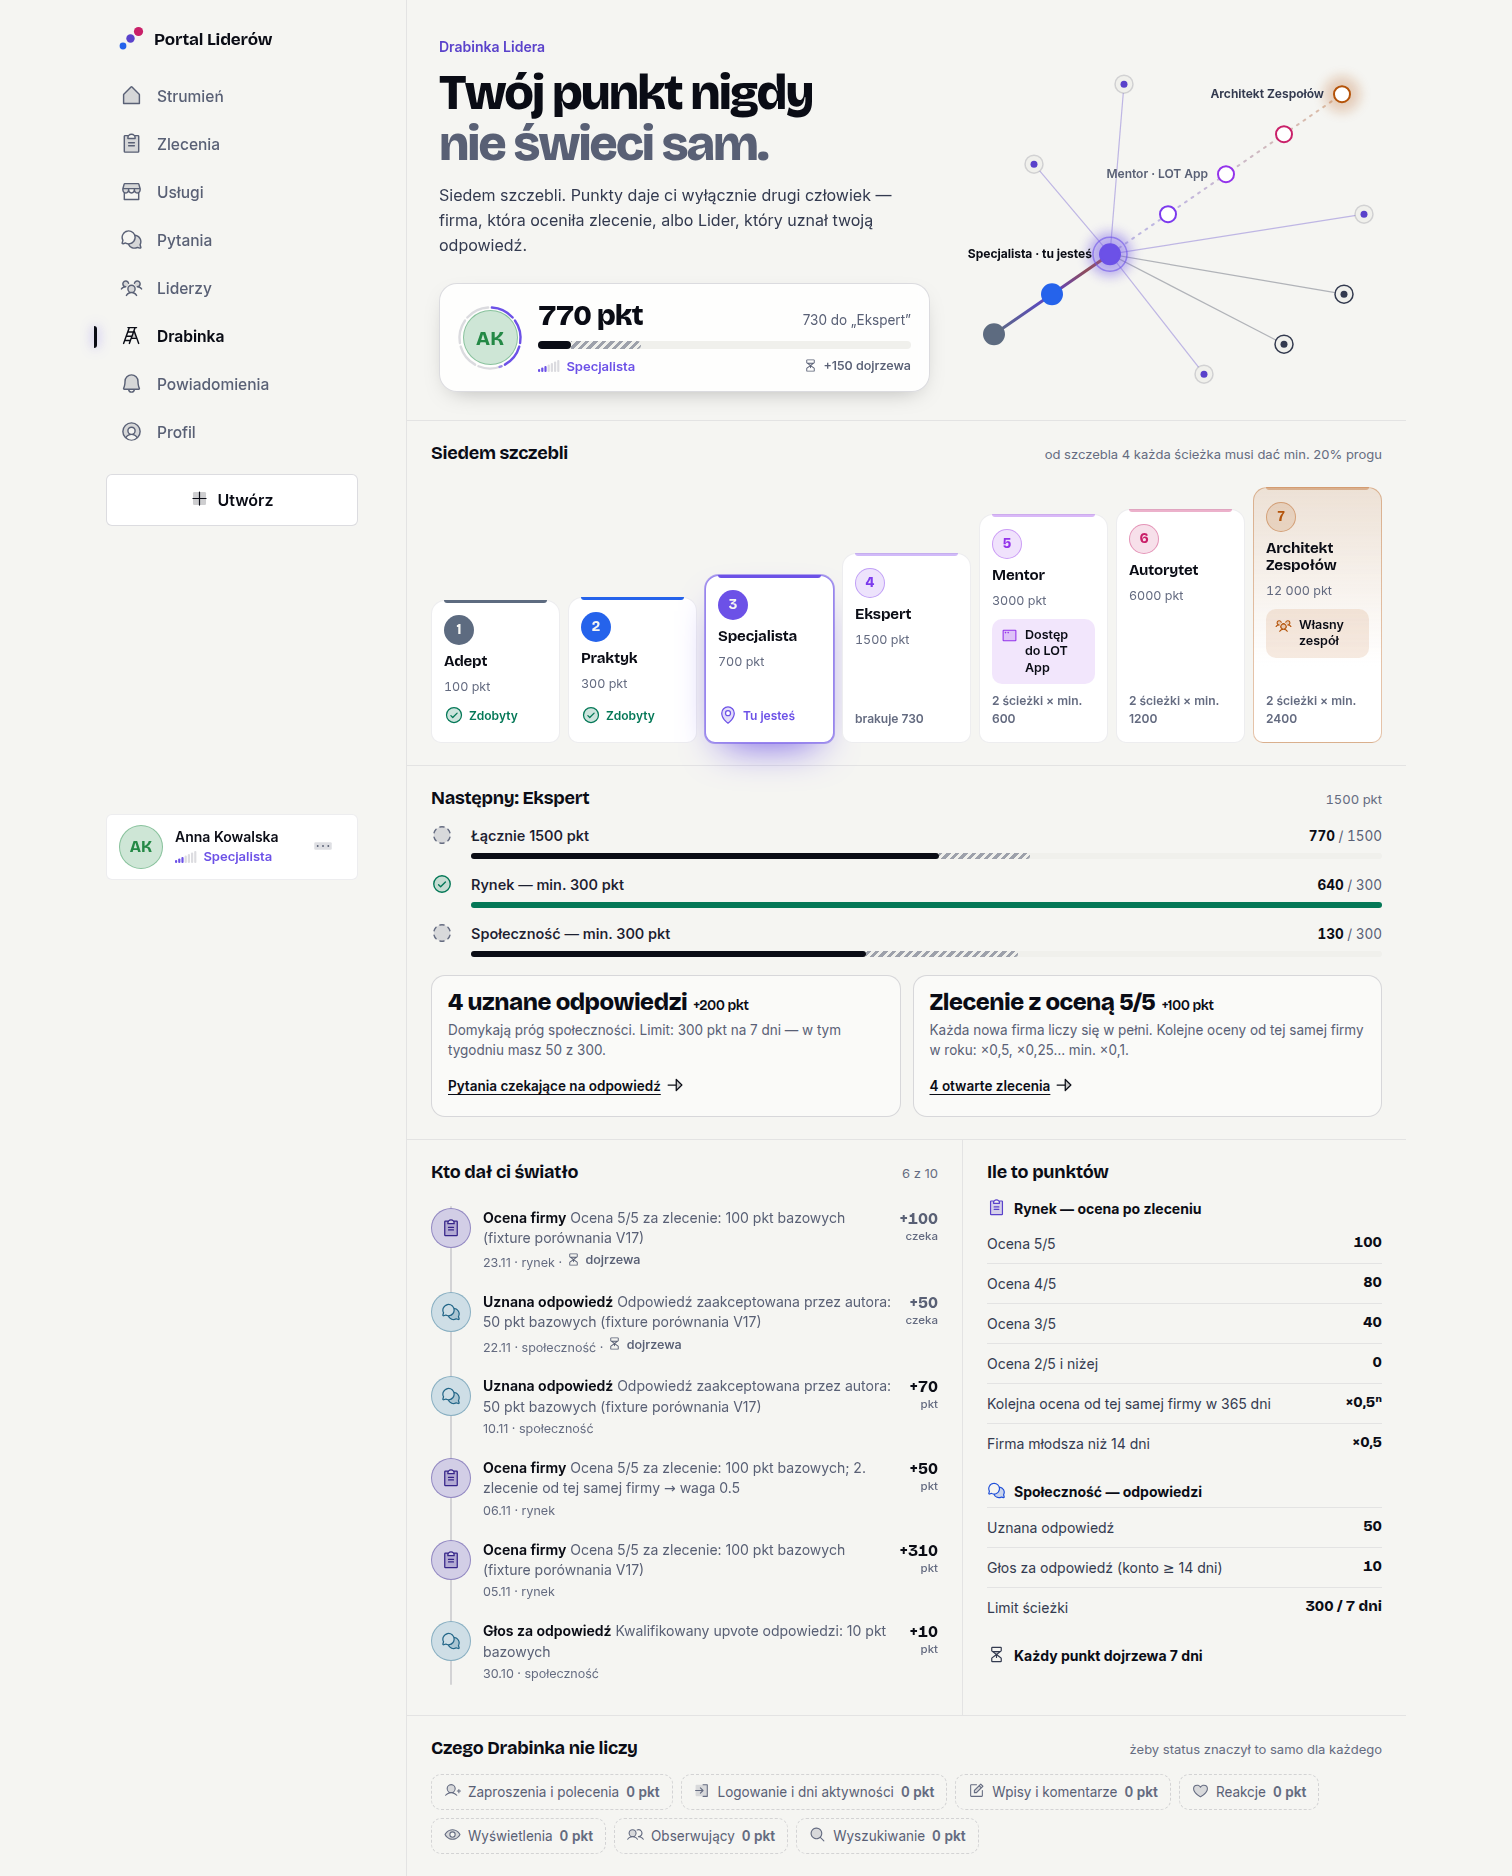 Portal Liderów
Strumień
Zlecenia
Usługi
Pytania
Liderzy
Drabinka
Powiadomienia
Profil
Utwórz
AK
Anna Kowalska
Specjalista
Drabinka Lidera
Twój punkt nigdy
nie świeci sam.
Siedem szczebli. Punkty daje ci wyłącznie drugi człowiek —
firma, która oceniła zlecenie, albo Lider, który uznał twoją
odpowiedź.
AK
770 pkt
730 do „Ekspert”
Specjalista
+150 dojrzewa
Architekt Zespołów
Mentor · LOT App
Specjalista · tu jesteś
Siedem szczebli
od szczebla 4 każda ścieżka musi dać min. 20% progu
1
Adept
100 pkt
Zdobyty
2
Praktyk
300 pkt
Zdobyty
3
Specjalista
700 pkt
Tu jesteś
4
Ekspert
1500 pkt
brakuje 730
5
Mentor
3000 pkt
Dostęp
do LOT
App
2 ścieżki × min.
600
6
Autorytet
6000 pkt
2 ścieżki × min.
1200
7
Architekt
Zespołów
12 000 pkt
Własny
zespół
2 ścieżki × min.
2400
Następny: Ekspert
1500 pkt
Łącznie 1500 pkt
770 / 1500
Rynek — min. 300 pkt
640 / 300
Społeczność — min. 300 pkt
130 / 300
4 uznane odpowiedzi +200 pkt
Domykają próg społeczności. Limit: 300 pkt na 7 dni — w tym
tygodniu masz 50 z 300.
Pytania czekające na odpowiedź
Zlecenie z oceną 5/5 +100 pkt
Każda nowa firma liczy się w pełni. Kolejne oceny od tej samej firmy
w roku: ×0,5, ×0,25… min. ×0,1.
4 otwarte zlecenia
Kto dał ci światło
6 z 10
Ocena firmy Ocena 5/5 za zlecenie: 100 pkt bazowych
(fixture porównania V17)
23.11 · rynek · dojrzewa
+100
czeka
Uznana odpowiedź Odpowiedź zaakceptowana przez autora:
50 pkt bazowych (fixture porównania V17)
22.11 · społeczność · dojrzewa
+50
czeka
Uznana odpowiedź Odpowiedź zaakceptowana przez autora:
50 pkt bazowych (fixture porównania V17)
10.11 · społeczność
+70
pkt
Ocena firmy Ocena 5/5 za zlecenie: 100 pkt bazowych; 2.
zlecenie od tej samej firmy → waga 0.5
06.11 · rynek
+50
pkt
Ocena firmy Ocena 5/5 za zlecenie: 100 pkt bazowych
(fixture porównania V17)
05.11 · rynek
+310
pkt
Głos za odpowiedź Kwalifikowany upvote odpowiedzi: 10 pkt
bazowych
30.10 · społeczność
+10
pkt
Ile to punktów
Rynek — ocena po zleceniu
Ocena 5/5
100
Ocena 4/5
80
Ocena 3/5
40
Ocena 2/5 i niżej
0
Kolejna ocena od tej samej firmy w 365 dni
×0,5ⁿ
Firma młodsza niż 14 dni
×0,5
Społeczność — odpowiedzi
Uznana odpowiedź
50
Głos za odpowiedź (konto ≥ 14 dni)
10
Limit ścieżki
300 / 7 dni
Każdy punkt dojrzewa 7 dni
Czego Drabinka nie liczy
żeby status znaczył to samo dla każdego
Zaproszenia i polecenia 0 pkt
Logowanie i dni aktywności 0 pkt
Wpisy i komentarze 0 pkt
Reakcje 0 pkt
Wyświetlenia 0 pkt
Obserwujący 0 pkt
Wyszukiwanie 0 pkt